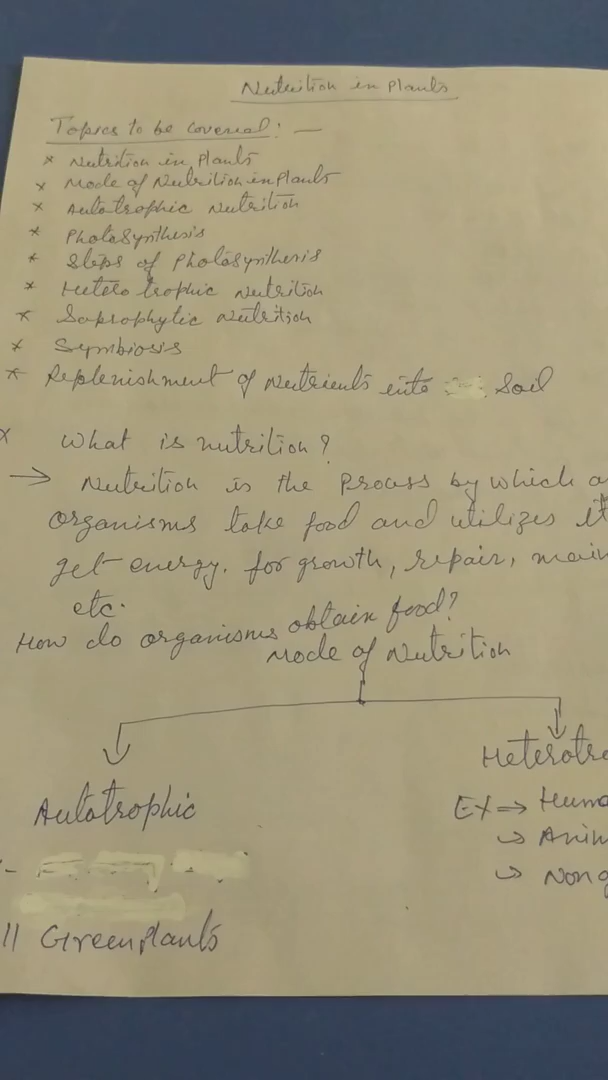 Nutrition in Plants
Topics to be covered: —
* Nutrition in Plants
* Mode of Nutrition in Plants
* Autotrophic Nutrition
* Photosynthesis
* Steps of Photosynthesis
* Heterotrophic Nutrition
* Saprophytic Nutrition
* Symbiosis
* Replenishment of Nutrients into Soil
x What is nutrition?
→ Nutrition is the process by which
organisms take food and utilizes it
get energy. for growth, repair,
etc.
How do organisms obtain food?
Mode of Nutrition
Autotrophic
Heterotro
Ex ⇒ Huma
→ Anim
→ Non g
ll Green plants